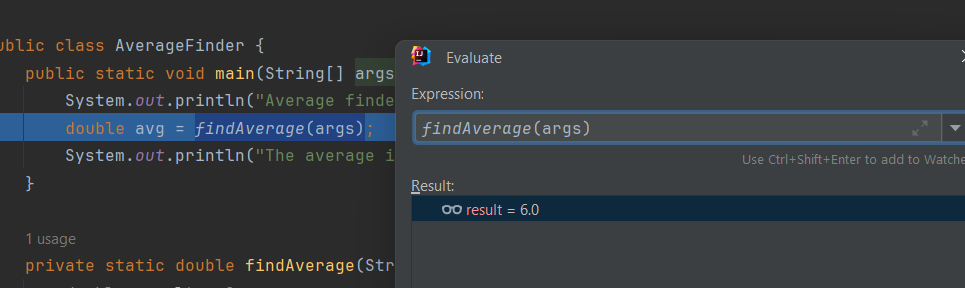 public class AverageFinder {
public static void main(String[] args
System.out.println("Average finde
double avg = findAverage(args);
System.out.println("The average i
}
1 usage
private static double findAverage(Str
IJ
Evaluate
Expression:
findAverage(args)
Use Ctrl+Shift+Enter to add to Watche
Result:
result = 6.0